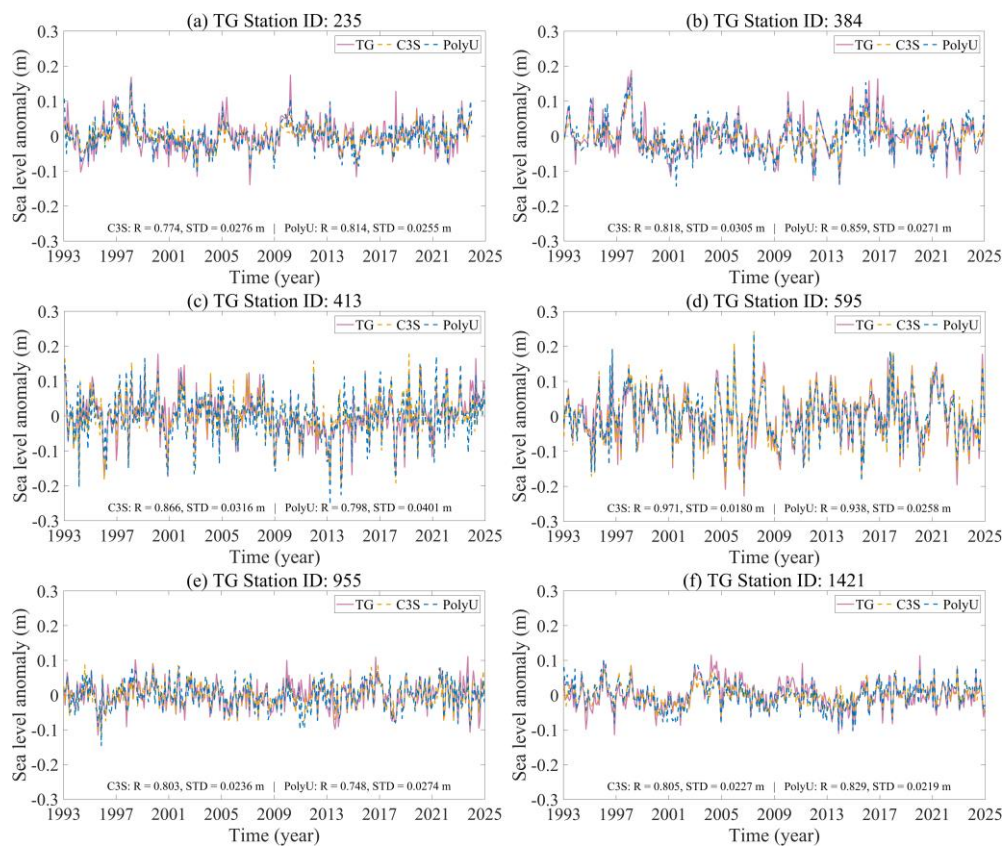 (a) TG Station ID: 235
0.3
0.2
0.1
0
-0.1
-0.2
-0.3
Sea level anomaly (m)
TG C3S PolyU
C3S: R = 0.774, STD = 0.0276 m | PolyU: R = 0.814, STD = 0.0255 m
1993 1997 2001 2005 2009 2013 2017 2021 2025
Time (year)
(b) TG Station ID: 384
0.3
0.2
0.1
0
-0.1
-0.2
-0.3
Sea level anomaly (m)
TG C3S PolyU
C3S: R = 0.818, STD = 0.0305 m | PolyU: R = 0.859, STD = 0.0271 m
1993 1997 2001 2005 2009 2013 2017 2021 2025
Time (year)
(c) TG Station ID: 413
0.3
0.2
0.1
0
-0.1
-0.2
-0.3
Sea level anomaly (m)
TG C3S PolyU
C3S: R = 0.866, STD = 0.0316 m | PolyU: R = 0.798, STD = 0.0401 m
1993 1997 2001 2005 2009 2013 2017 2021 2025
Time (year)
(d) TG Station ID: 595
0.3
0.2
0.1
0
-0.1
-0.2
-0.3
Sea level anomaly (m)
TG C3S PolyU
C3S: R = 0.971, STD = 0.0180 m | PolyU: R = 0.938, STD = 0.0258 m
1993 1997 2001 2005 2009 2013 2017 2021 2025
Time (year)
(e) TG Station ID: 955
0.3
0.2
0.1
0
-0.1
-0.2
-0.3
Sea level anomaly (m)
TG C3S PolyU
C3S: R = 0.803, STD = 0.0236 m | PolyU: R = 0.748, STD = 0.0274 m
1993 1997 2001 2005 2009 2013 2017 2021 2025
Time (year)
(f) TG Station ID: 1421
0.3
0.2
0.1
0
-0.1
-0.2
-0.3
Sea level anomaly (m)
TG C3S PolyU
C3S: R = 0.805, STD = 0.0227 m | PolyU: R = 0.829, STD = 0.0219 m
1993 1997 2001 2005 2009 2013 2017 2021 2025
Time (year)